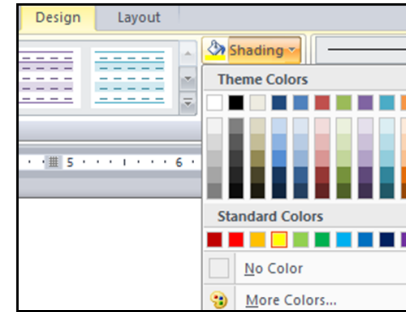 Design Layout
Shading
Theme Colors
5 6
Standard Colors
No Color
More Colors...